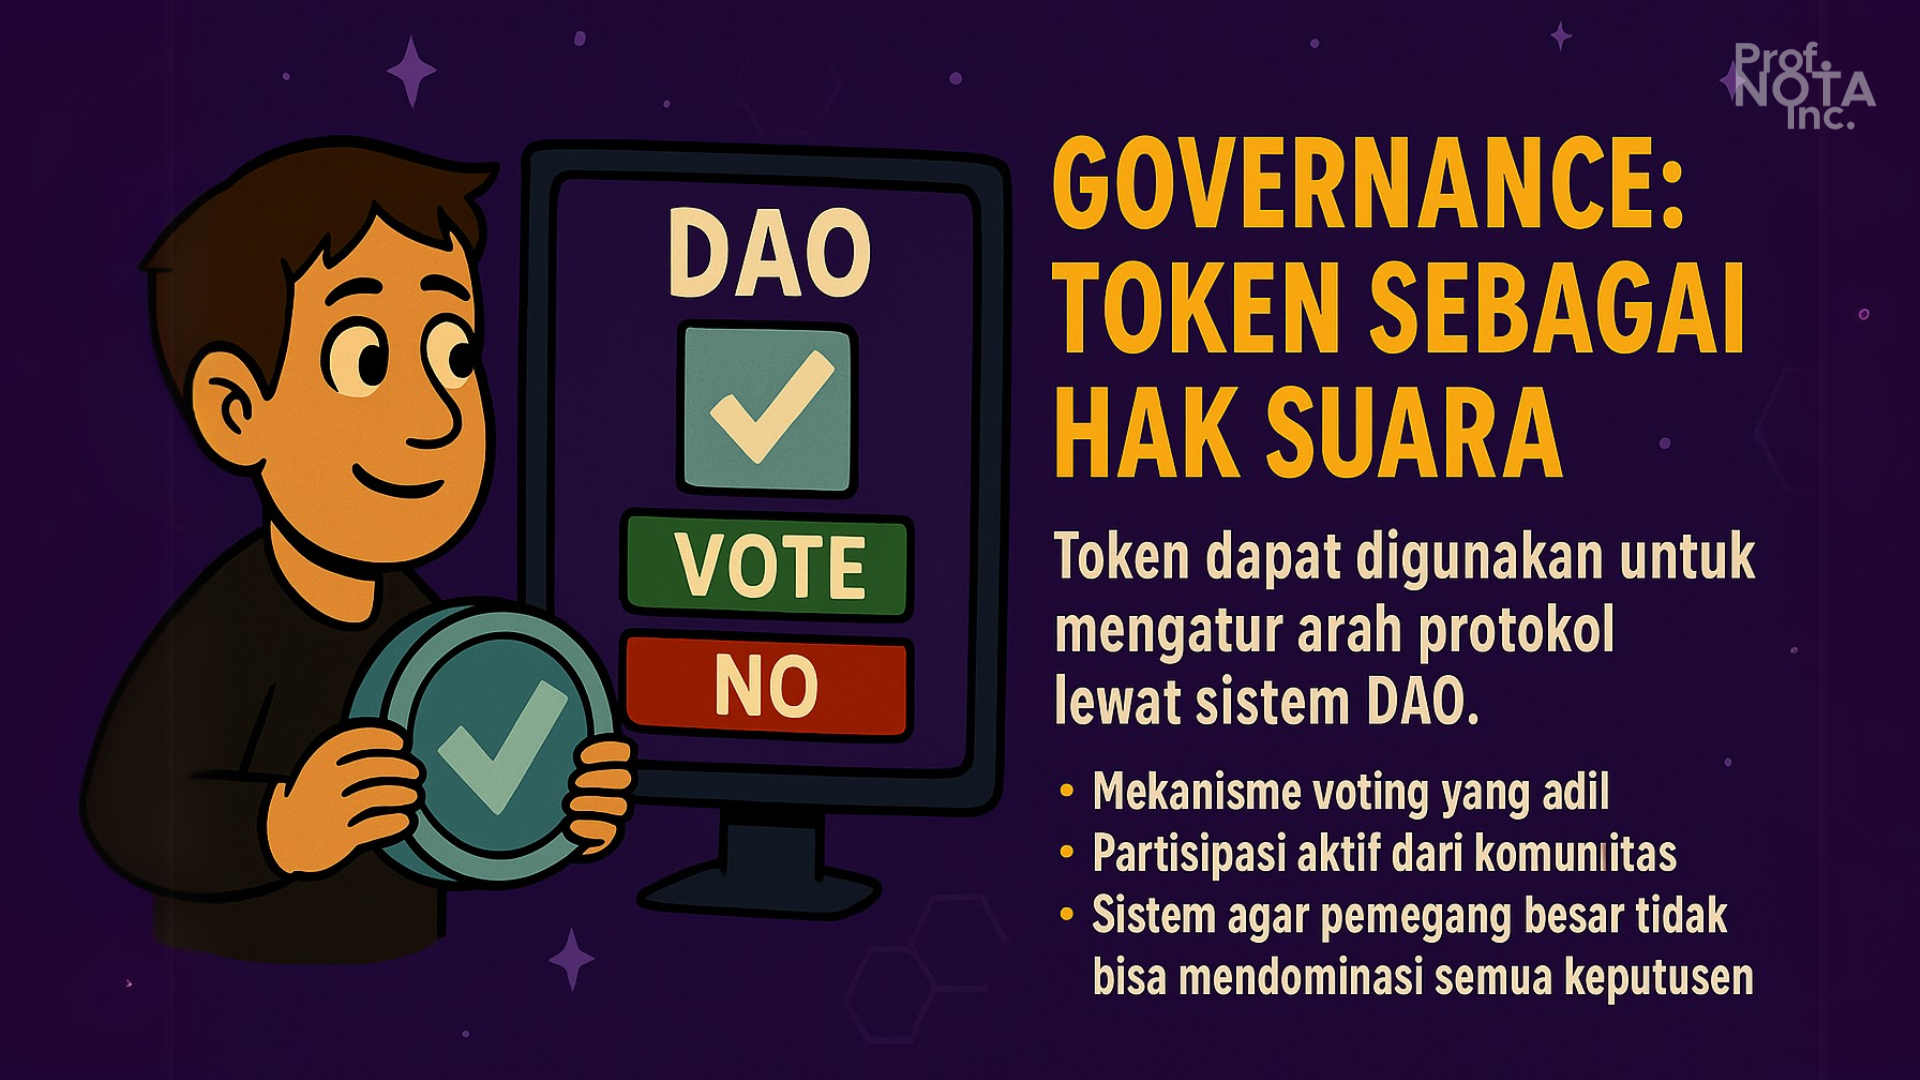 Prof.
NOTA
Inc.
DAO
VOTE
NO
GOVERNANCE:
TOKEN SEBAGAI
HAK SUARA
Token dapat digunakan untuk
mengatur arah protokol
lewat sistem DAO.
• Mekanisme voting yang adil
• Partisipasi aktif dari komunitas
• Sistem agar pemegang besar tidak
bisa mendominasi semua keputusen